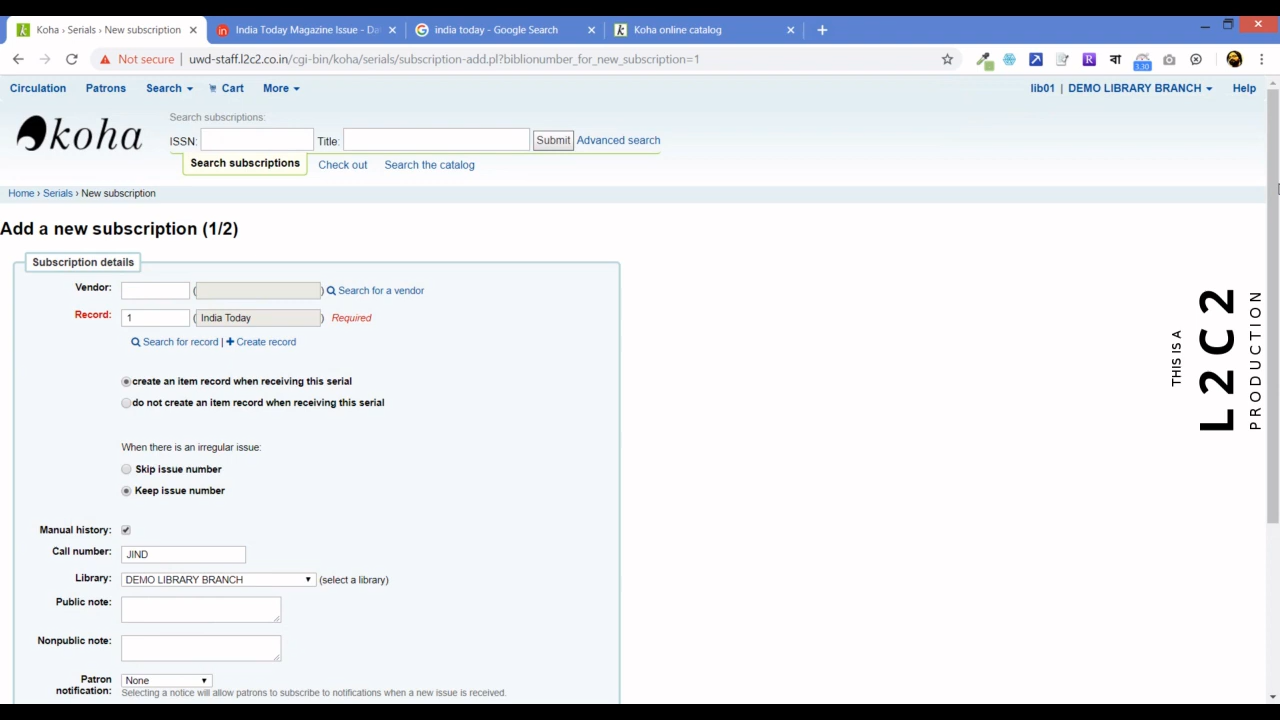 Koha › Serials › New subscription
India Today Magazine Issue - Da
india today - Google Search
Koha online catalog
Not secure | uwd-staff.l2c2.co.in/cgi-bin/koha/serials/subscription-add.pl?biblionumber_for_new_subscription=1
3.30
Circulation Patrons Search Cart More lib01 | DEMO LIBRARY BRANCH Help
koha
Search subscriptions:
ISSN: Title: Submit Advanced search
Search subscriptions Check out Search the catalog
Home › Serials › New subscription
Add a new subscription (1/2)
Subscription details
Vendor: ( ) Search for a vendor
Record: 1 ( India Today ) Required
Search for record | Create record
create an item record when receiving this serial
do not create an item record when receiving this serial
When there is an irregular issue:
Skip issue number
Keep issue number
Manual history:
Call number: JIND
Library: DEMO LIBRARY BRANCH (select a library)
Public note:
Nonpublic note:
Patron notification: None
Selecting a notice will allow patrons to subscribe to notifications when a new issue is received.
THIS IS A
L2C2
PRODUCTION